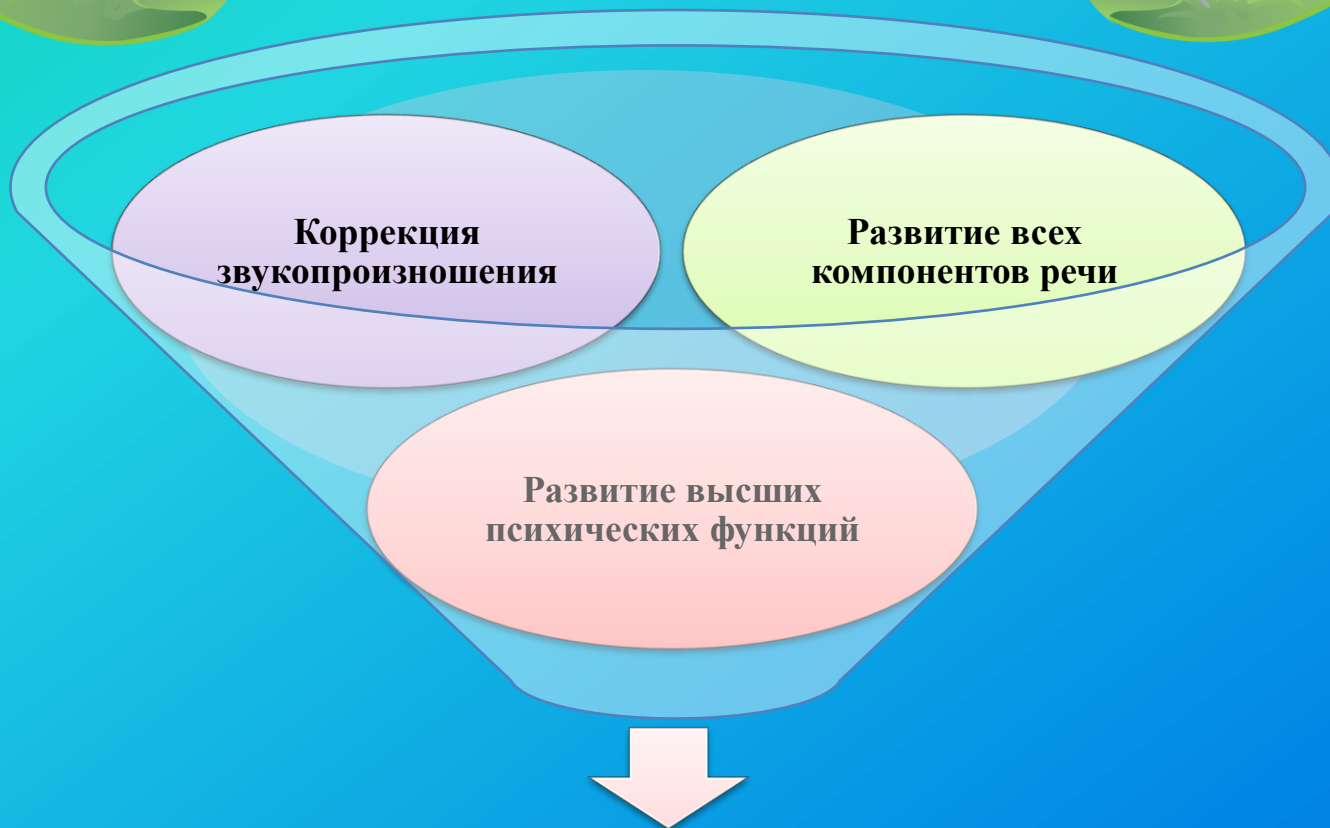 Коррекция
звукопроизношения
Развитие всех
компонентов речи
Развитие высших
психических функций